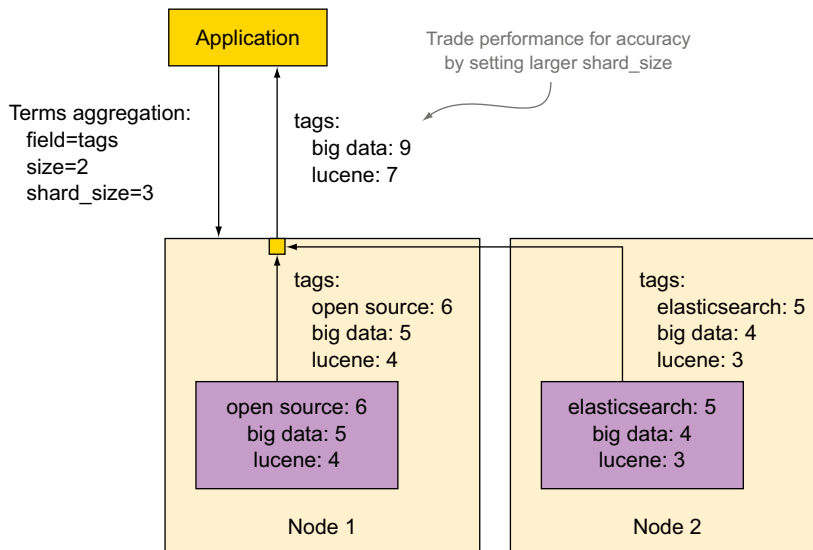 Application
Trade performance for accuracy
by setting larger shard_size
Terms aggregation:
field=tags
size=2
shard_size=3
tags:
big data: 9
lucene: 7
tags:
open source: 6
big data: 5
lucene: 4
tags:
elasticsearch: 5
big data: 4
lucene: 3
open source: 6
big data: 5
lucene: 4
elasticsearch: 5
big data: 4
lucene: 3
Node 1
Node 2